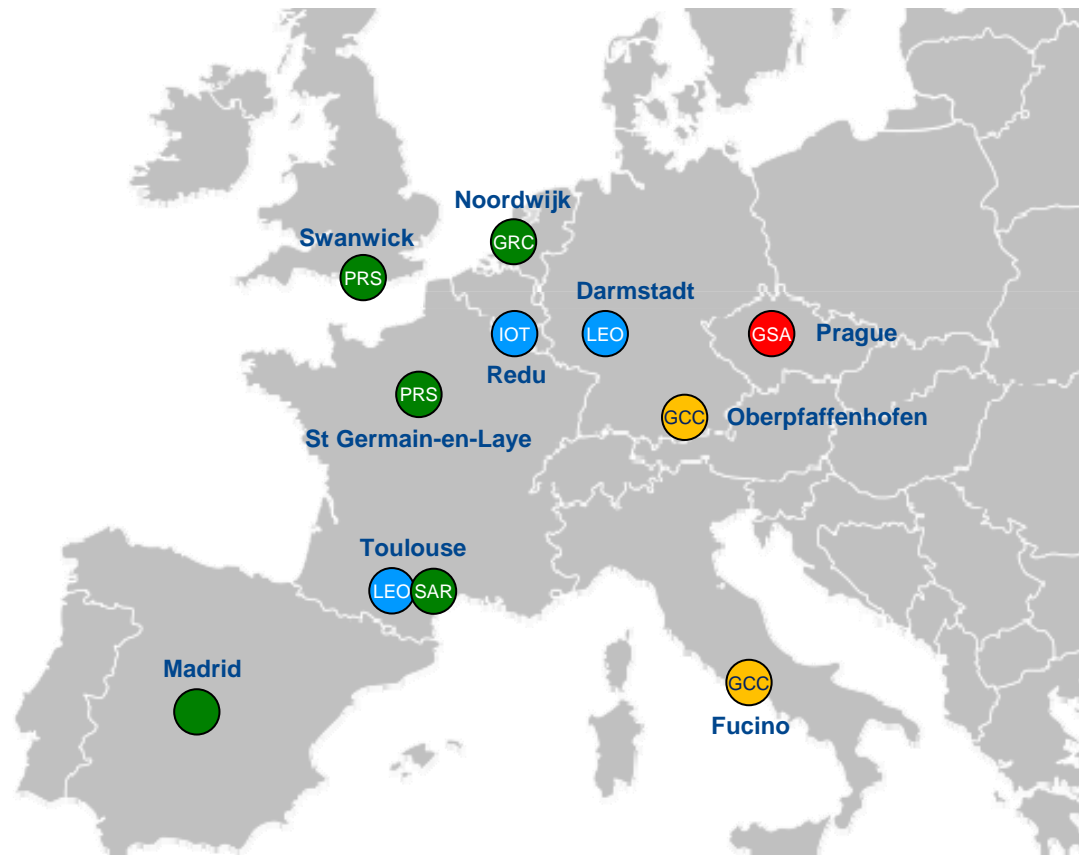 Noordwijk
GRC
Swanwick
PRS
Darmstadt
LEO
IOT
Redu
GSA
Prague
PRS
St Germain-en-Laye
GCC
Oberpfaffenhofen
Toulouse
LEO
SAR
Madrid
GCC
Fucino